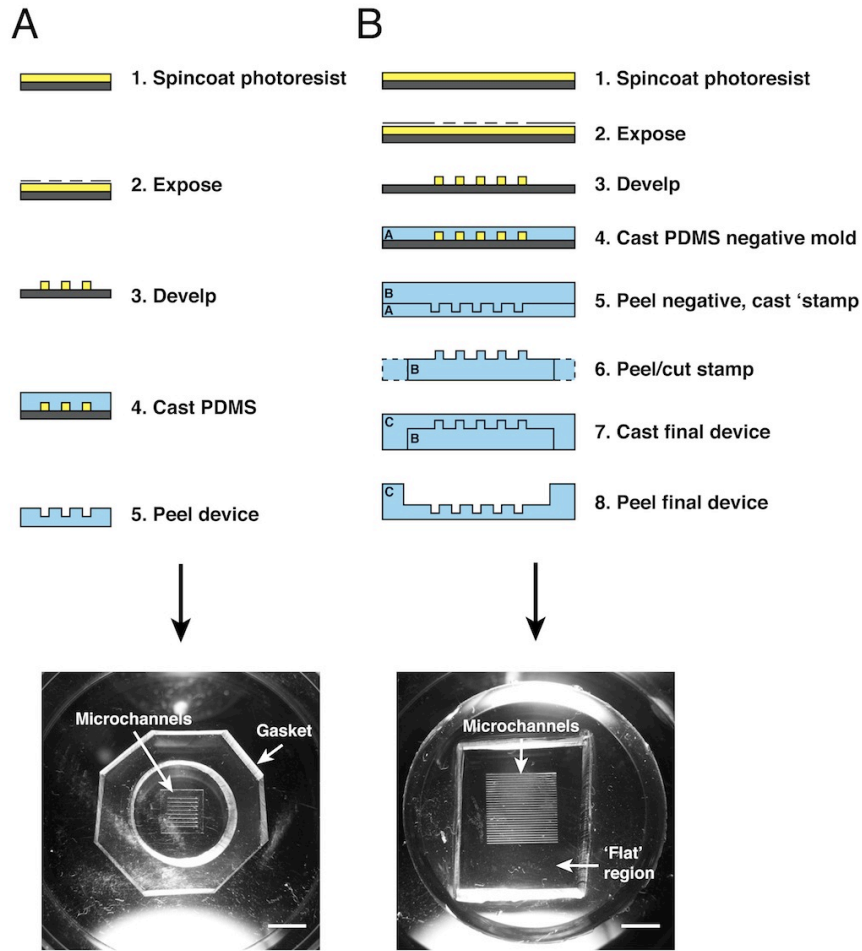 A
1. Spincoat photoresist
2. Expose
3. Develp
4. Cast PDMS
5. Peel device
Microchannels
Gasket
B
1. Spincoat photoresist
2. Expose
3. Develp
A
4. Cast PDMS negative mold
B
A
5. Peel negative, cast ‘stamp
B
6. Peel/cut stamp
C
B
7. Cast final device
C
8. Peel final device
Microchannels
‘Flat’
region